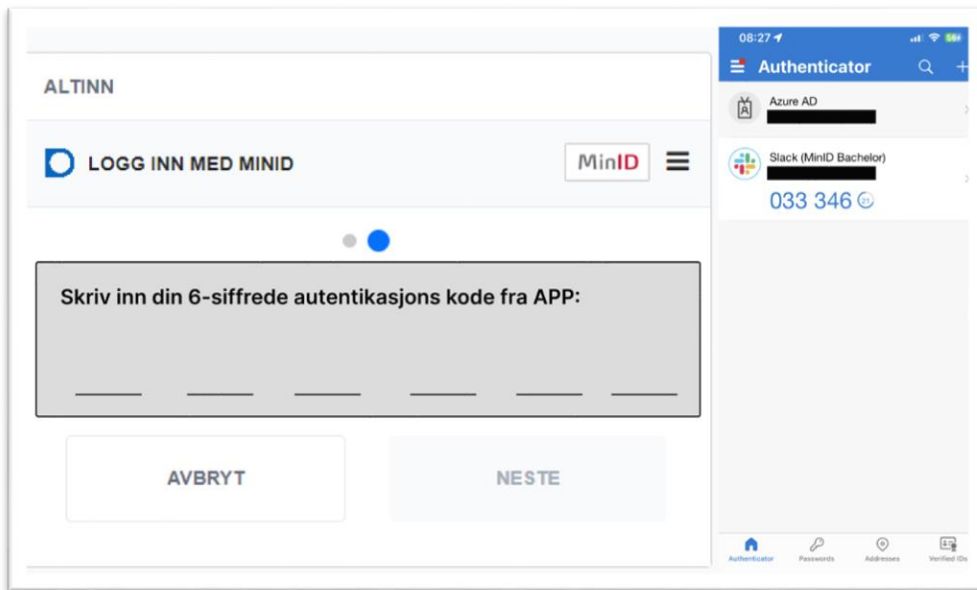 ALTINN
LOGG INN MED MINID
MinID
Skriv inn din 6-siffrede autentikasjons kode fra APP:
AVBRYT
NESTE
08:27
Authenticator
Azure AD
Slack (MinID Bachelor)
033 346
21
Authenticator
Passwords
Addresses
Verified IDs